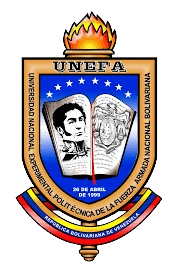 UNEFA
UNIVERSIDAD NACIONAL EXPERIMENTAL POLITÉCNICA DE LA FUERZA ARMADA NACIONAL BOLIVARIANA
26 DE ABRIL
DE 1999
REPÚBLICA BOLIVARIANA DE VENEZUELA